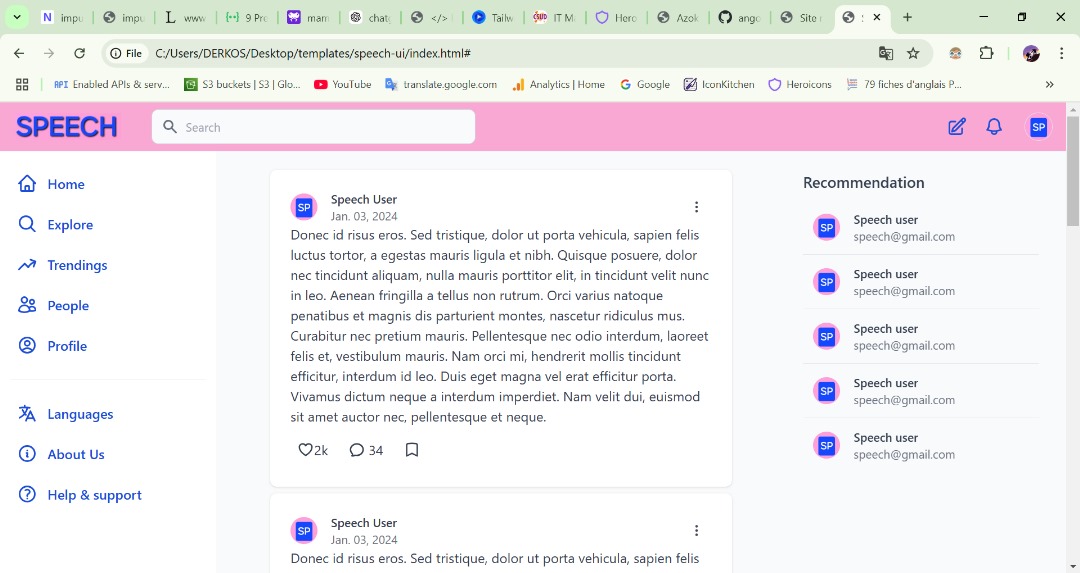 impu
impu
www
9 Pro
mam
chat
</>
Tailw
IT M
Hero
Azok
ango
Site
File C:/Users/DERKOS/Desktop/templates/speech-ui/index.html#
API Enabled APIs & serv... S3 buckets | S3 | Glo... YouTube translate.google.com Analytics | Home Google IconKitchen Heroicons 79 fiches d'anglais P... »
SPEECH Search SP
Home
Explore
Trendings
People
Profile
Languages
About Us
Help & support
SP Speech User
Jan. 03, 2024
Donec id risus eros. Sed tristique, dolor ut porta vehicula, sapien felis
luctus tortor, a egestas mauris ligula et nibh. Quisque posuere, dolor
nec tincidunt aliquam, nulla mauris porttitor elit, in tincidunt velit nunc
in leo. Aenean fringilla a tellus non rutrum. Orci varius natoque
penatibus et magnis dis parturient montes, nascetur ridiculus mus.
Curabitur nec pretium mauris. Pellentesque nec odio interdum, laoreet
felis et, vestibulum mauris. Nam orci mi, hendrerit mollis tincidunt
efficitur, interdum id leo. Duis eget magna vel erat efficitur porta.
Vivamus dictum neque a interdum imperdiet. Nam velit dui, euismod
sit amet auctor nec, pellentesque et neque.
2k 34
SP Speech User
Jan. 03, 2024
Donec id risus eros. Sed tristique, dolor ut porta vehicula, sapien felis
Recommendation
SP Speech user
speech@gmail.com
SP Speech user
speech@gmail.com
SP Speech user
speech@gmail.com
SP Speech user
speech@gmail.com
SP Speech user
speech@gmail.com